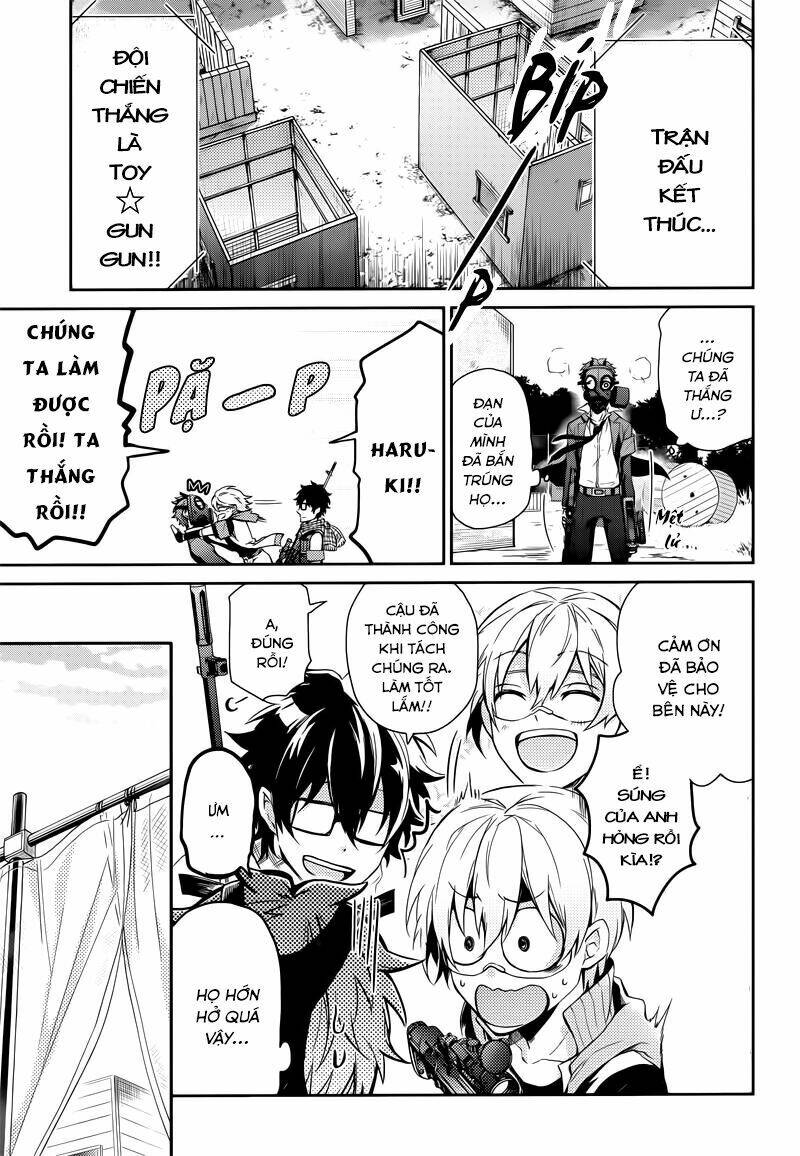 TRẬN
ĐẤU
KẾT
THÚC...
BÍP
BÍP
ĐỘI
CHIẾN
THẮNG
LÀ
TOY
☆
GUN
GUN!!
...
CHÚNG
TA ĐÃ
THẮNG
Ư...?
ĐẠN
CỦA
MÌNH
ĐÃ BẮN
TRÚNG
HỌ...
Mệt
lử...
HARU-
KI!!
PẶ—P
CHÚNG
TA LÀM
ĐƯỢC
RỒI! TA
THẮNG
RỒI!!
CẢM ƠN
ĐÃ BẢO
VỆ CHO
BÊN NÀY!
CẬU ĐÃ
THÀNH CÔNG
KHI TÁCH
CHÚNG RA.
LÀM TỐT
LẮM!!
A,
ĐÚNG
RỒI!
Ể!
SÚNG
CỦA ANH
HỎNG RỒI
KÌA!?
ƯM
...
HỌ HỚN
HỞ QUÁ
VẬY...